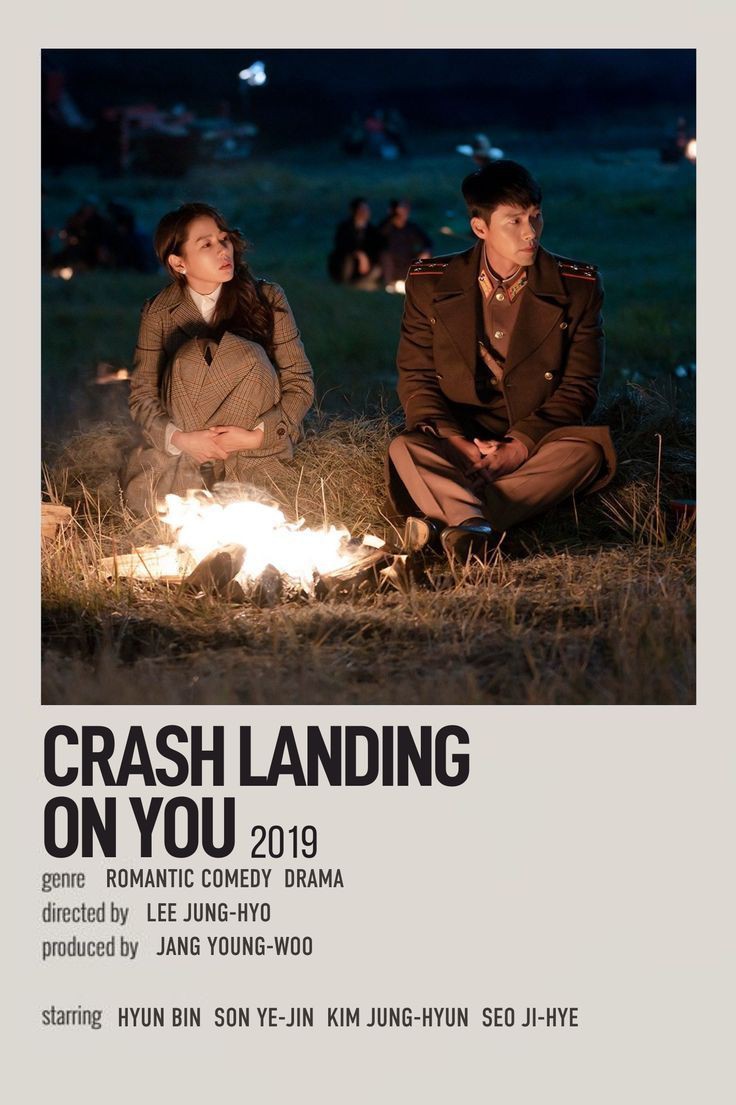 CRASH LANDING
ON YOU 2019
genre ROMANTIC COMEDY DRAMA
directed by LEE JUNG-HYO
produced by JANG YOUNG-WOO
starring HYUN BIN SON YE-JIN KIM JUNG-HYUN SEO JI-HYE